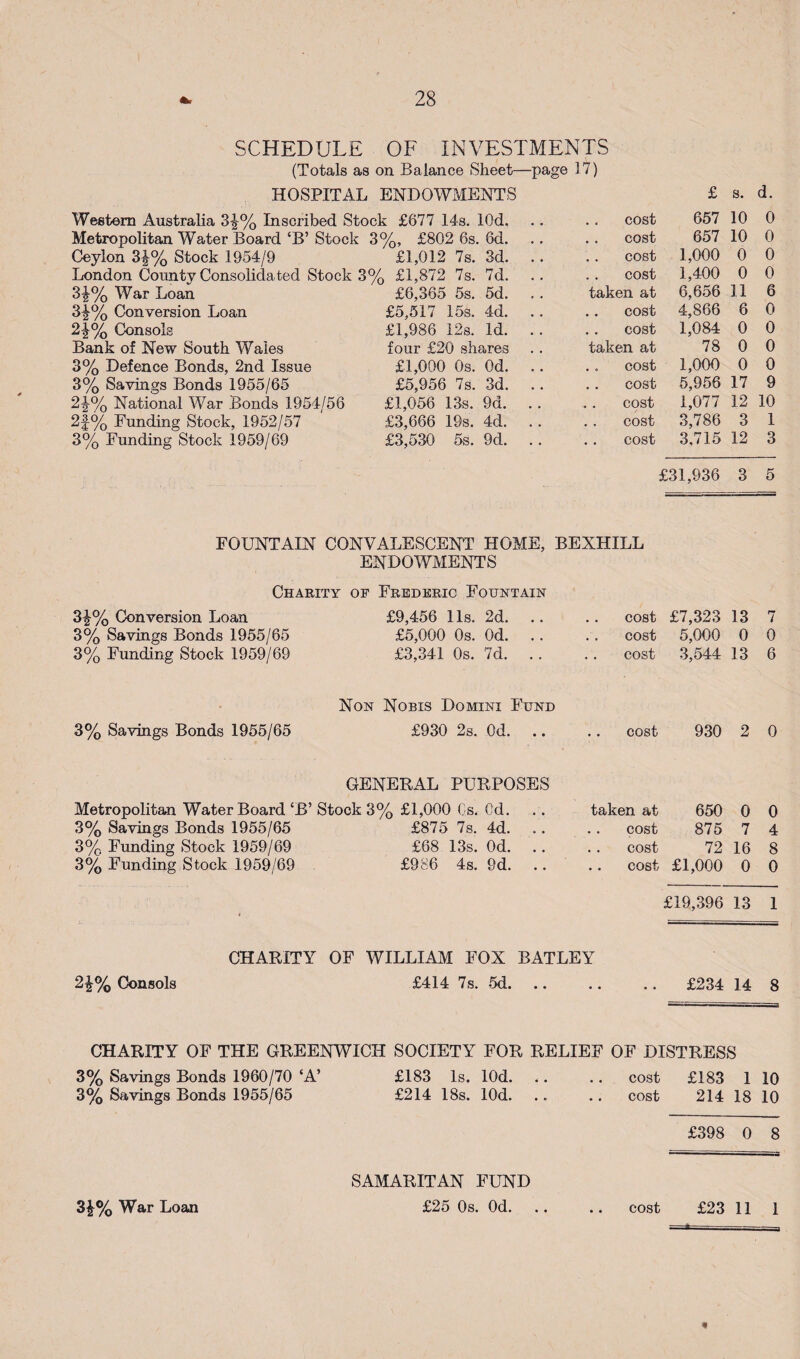 28
SCHEDULE OF INVESTMENTS
(Totals as on Balance Sheet—page 17)
HOSPITAL ENDOWMENTS £ s. d.
Western Australia 3½% Inscribed Stock £677 14s. 10d. .. .. cost 657 10 0
Metropolitan Water Board ‘B’ Stock 3%, £802 6s. 6d. .. .. cost 657 10 0
Ceylon 3½% Stock 1954/9 £1,012 7s. 3d. .. .. cost 1,000 0 0
London County Consolidated Stock 3% £1,872 7s. 7d. .. .. cost 1,400 0 0
3½% War Loan £6,365 5s. 5d. .. taken at 6,656 11 6
3½% Conversion Loan £5,517 15s. 4d. .. .. cost 4,866 6 0
2½% Consols £1,986 12s. 1d. .. .. cost 1,084 0 0
Bank of New South Wales four £20 shares .. taken at 78 0 0
3% Defence Bonds, 2nd Issue £1,000 0s. 0d. .. .. cost 1,000 0 0
3% Savings Bonds 1955/65 £5,956 7s. 3d. .. .. cost 5,956 17 9
2½% National War Bonds 1954/56 £1,056 13s. 9d. .. .. cost 1,077 12 10
2¾% Funding Stock, 1952/57 £3,666 19s. 4d. .. .. cost 3,786 3 1
3% Funding Stock 1959/69 £3,530 5s. 9d. .. .. cost 3,715 12 3
£31,936 3 5
FOUNTAIN CONVALESCENT HOME, BEXHILL
ENDOWMENTS
Charity of Frederic Fountain
3½% Conversion Loan £9,456 11s. 2d. .. .. cost £7,323 13 7
3% Savings Bonds 1955/65 £5,000 0s. 0d. .. .. cost 5,000 0 0
3% Funding Stock 1959/69 £3,341 0s. 7d. .. .. cost 3,544 13 6
Non Nobis Domini Fund
3% Savings Bonds 1955/65 £930 2s. 0d. .. .. cost 930 2 0
GENERAL PURPOSES
Metropolitan Water Board ‘B’ Stock 3% £1,000 0s. 0d. .. taken at 650 0 0
3% Savings Bonds 1955/65 £875 7s. 4d. .. .. cost 875 7 4
3% Funding Stock 1959/69 £68 13s. 0d. .. .. cost 72 16 8
3% Funding Stock 1959/69 £986 4s. 9d. .. .. cost £1,000 0 0
£19,396 13 1
CHARITY OF WILLIAM FOX BATLEY
2½% Consols £414 7s. 5d. .. .. .. £234 14 8
CHARITY OF THE GREENWICH SOCIETY FOR RELIEF OF DISTRESS
3% Savings Bonds 1960/70 ‘A’ £183 1s. 10d. .. .. cost £183 1 10
3% Savings Bonds 1955/65 £214 18s. 10d. .. .. cost 214 18 10
£398 0 8
SAMARITAN FUND
3½% War Loan £25 0s. 0d. .. .. cost £23 11 1